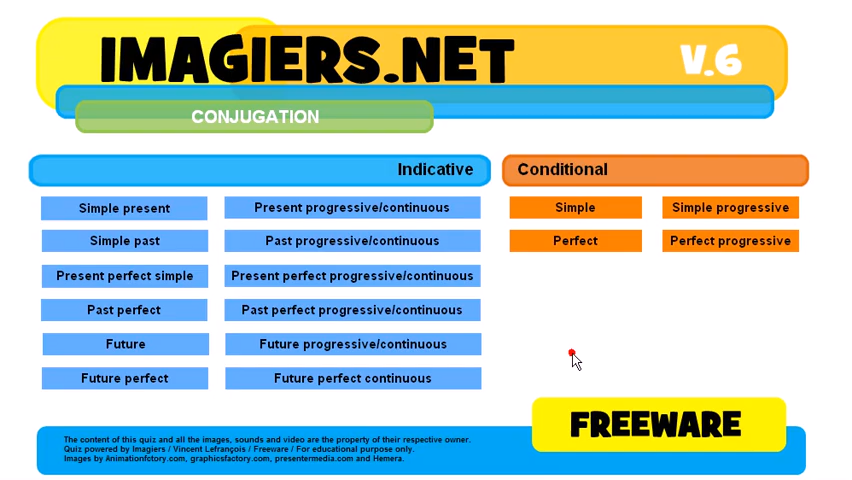 IMAGIERS.NET
V.6
CONJUGATION
Indicative
Conditional
Simple present
Present progressive/continuous
Simple
Simple progressive
Simple past
Past progressive/continuous
Perfect
Perfect progressive
Present perfect simple
Present perfect progressive/continuous
Past perfect
Past perfect progressive/continuous
Future
Future progressive/continuous
Future perfect
Future perfect continuous
FREEWARE
The content of this quiz and all the images, sounds and video are the property of their respective owner.
Quiz powered by Imagiers / Vincent Lefrançois / Freeware / For educational purpose only.
Images by Animationfctory.com, graphicsfactory.com, presentermedia.com and Hemera.